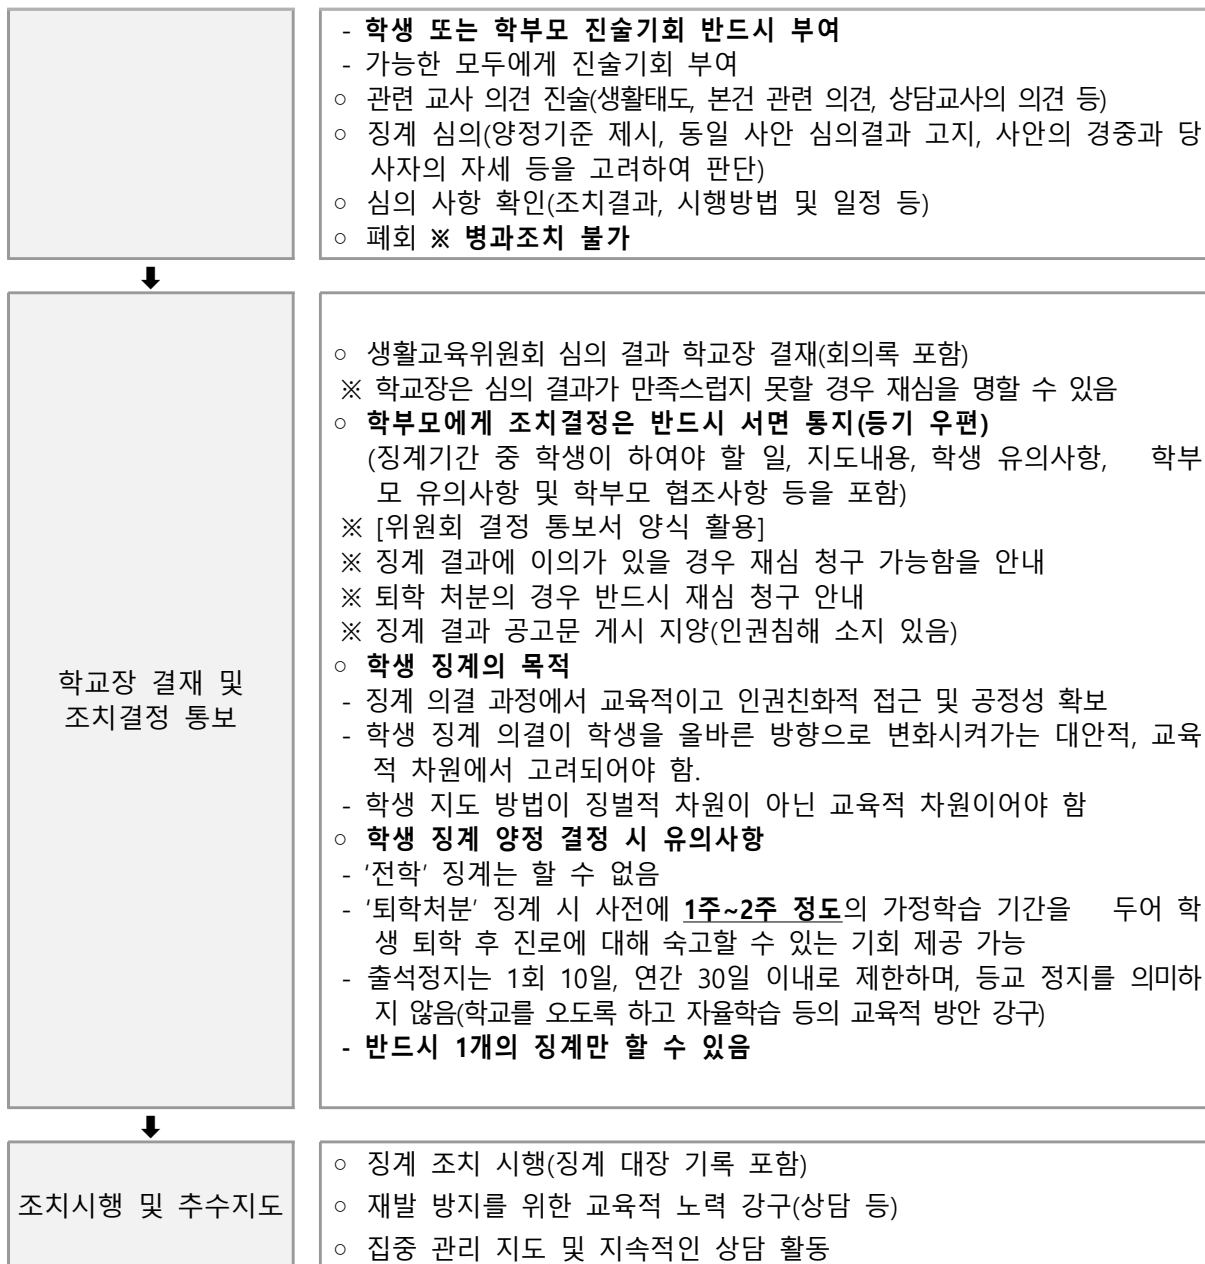 - 학생 또는 학부모 진술기회 반드시 부여
- 가능한 모두에게 진술기회 부여
○ 관련 교사 의견 진술(생활태도, 본건 관련 의견, 상담교사의 의견 등)
○ 징계 심의(양정기준 제시, 동일 사안 심의결과 고지, 사안의 경중과 당
사자의 자세 등을 고려하여 판단)
○ 심의 사항 확인(조치결과, 시행방법 및 일정 등)
○ 폐회 ※ 병과조치 불가
⬇
학교장 결재 및
조치결정 통보
○ 생활교육위원회 심의 결과 학교장 결재(회의록 포함)
※ 학교장은 심의 결과가 만족스럽지 못할 경우 재심을 명할 수 있음
○ 학부모에게 조치결정은 반드시 서면 통지(등기 우편)
(징계기간 중 학생이 하여야 할 일, 지도내용, 학생 유의사항, 학부
모 유의사항 및 학부모 협조사항 등을 포함)
※ [위원회 결정 통보서 양식 활용]
※ 징계 결과에 이의가 있을 경우 재심 청구 가능함을 안내
※ 퇴학 처분의 경우 반드시 재심 청구 안내
※ 징계 결과 공고문 게시 지양(인권침해 소지 있음)
○ 학생 징계의 목적
- 징계 의결 과정에서 교육적이고 인권친화적 접근 및 공정성 확보
- 학생 징계 의결이 학생을 올바른 방향으로 변화시켜가는 대안적, 교육
적 차원에서 고려되어야 함.
- 학생 지도 방법이 징벌적 차원이 아닌 교육적 차원이어야 함
○ 학생 징계 양정 결정 시 유의사항
- ‘전학’ 징계는 할 수 없음
- ‘퇴학처분’ 징계 시 사전에 1주~2주 정도의 가정학습 기간을 두어 학
생 퇴학 후 진로에 대해 숙고할 수 있는 기회 제공 가능
- 출석정지는 1회 10일, 연간 30일 이내로 제한하며, 등교 정지를 의미하
지 않음(학교를 오도록 하고 자율학습 등의 교육적 방안 강구)
- 반드시 1개의 징계만 할 수 있음
⬇
조치시행 및 추수지도
○ 징계 조치 시행(징계 대장 기록 포함)
○ 재발 방지를 위한 교육적 노력 강구(상담 등)
○ 집중 관리 지도 및 지속적인 상담 활동